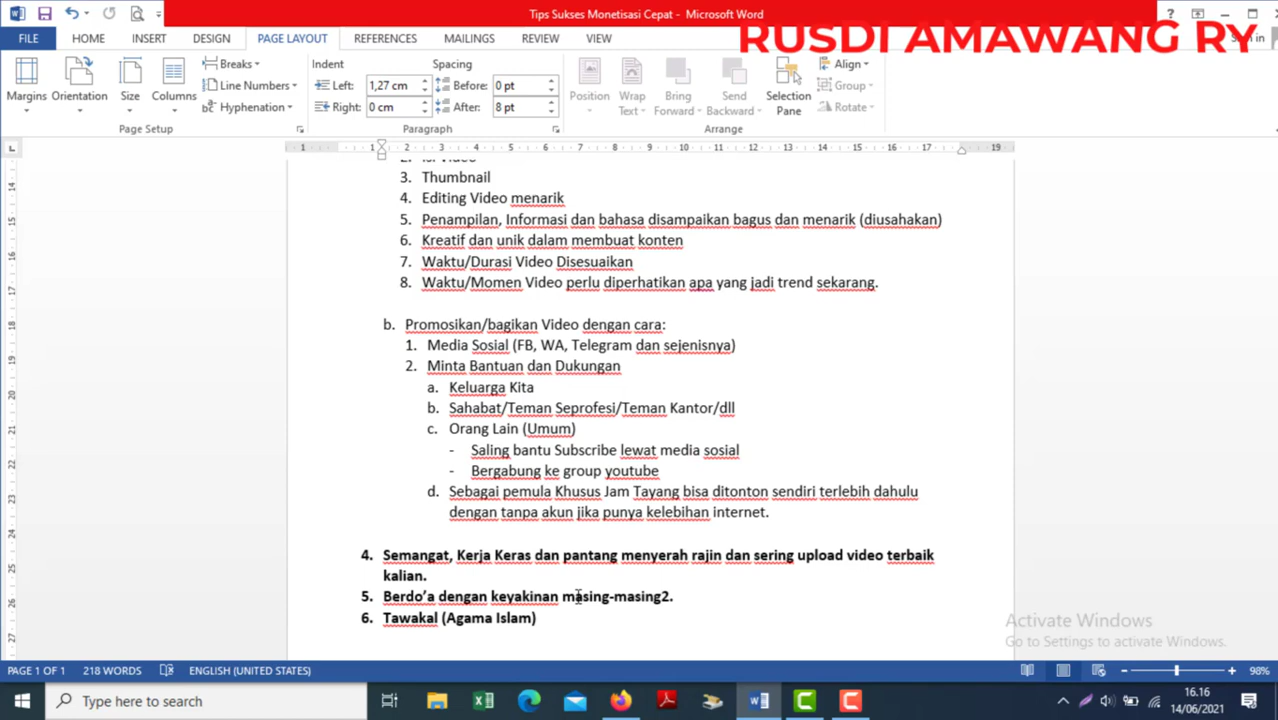 Tips Sukses Monetisasi Cepat - Microsoft Word
RUSDI AMAWANG RY
FILE HOME INSERT DESIGN PAGE LAYOUT REFERENCES MAILINGS REVIEW VIEW
Margins Orientation Size Columns
Breaks
Line Numbers
Hyphenation
Page Setup
Indent Spacing
Left: 1,27 cm Before: 0 pt
Right: 0 cm After: 8 pt
Paragraph
Position Wrap Text Bring Forward Send Backward Selection Pane
Align
Group
Rotate
Arrange
3. Thumbnail
4. Editing Video menarik
5. Penampilan, Informasi dan bahasa disampaikan bagus dan menarik (diusahakan)
6. Kreatif dan unik dalam membuat konten
7. Waktu/Durasi Video Disesuaikan
8. Waktu/Momen Video perlu diperhatikan apa yang jadi trend sekarang.
b. Promosikan/bagikan Video dengan cara:
1. Media Sosial (FB, WA, Telegram dan sejenisnya)
2. Minta Bantuan dan Dukungan
a. Keluarga Kita
b. Sahabat/Teman Seprofesi/Teman Kantor/dll
c. Orang Lain (Umum)
- Saling bantu Subscribe lewat media sosial
- Bergabung ke group youtube
d. Sebagai pemula Khusus Jam Tayang bisa ditonton sendiri terlebih dahulu
dengan tanpa akun jika punya kelebihan internet.
4. Semangat, Kerja Keras dan pantang menyerah rajin dan sering upload video terbaik
kalian.
5. Berdo’a dengan keyakinan masing-masing2.
6. Tawakal (Agama Islam)
Activate Windows
Go to Settings to activate Windows.
PAGE 1 OF 1 218 WORDS ENGLISH (UNITED STATES) 98%
Type here to search
16.16
14/06/2021